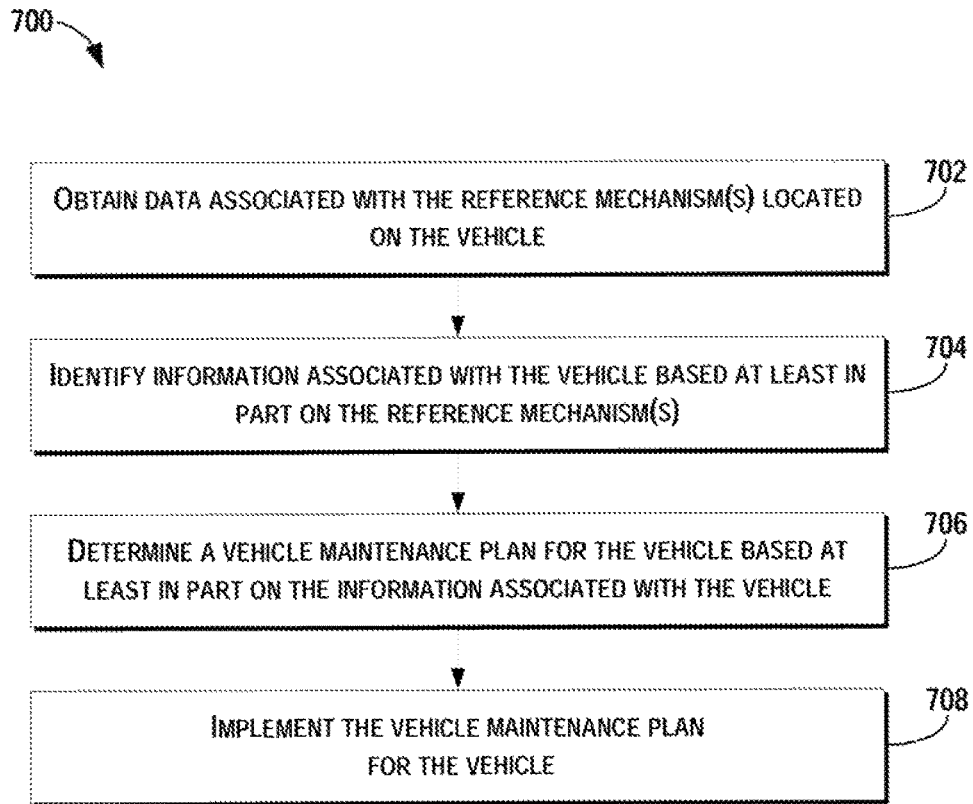 700
OBTAIN DATA ASSOCIATED WITH THE REFERENCE MECHANISM(S) LOCATED
ON THE VEHICLE
702
IDENTIFY INFORMATION ASSOCIATED WITH THE VEHICLE BASED AT LEAST IN
PART ON THE REFERENCE MECHANISM(S)
704
DETERMINE A VEHICLE MAINTENANCE PLAN FOR THE VEHICLE BASED AT
LEAST IN PART ON THE INFORMATION ASSOCIATED WITH THE VEHICLE
706
IMPLEMENT THE VEHICLE MAINTENANCE PLAN
FOR THE VEHICLE
708